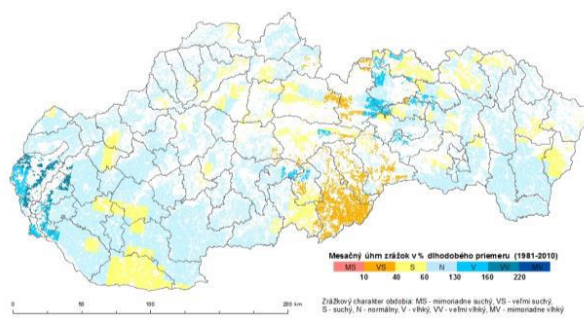 Mesačný úhrn zrážok v % dlhodobého priemeru (1981-2010)
MS VS S N V VV MV
10 40 60 130 160 220
Zrážkový charakter obdobia: MS - mimoriadne suchý, VS - veľmi suchý,
S - suchý, N - normálny, V - vlhký, VV - veľmi vlhký, MV - mimoriadne vlhký
0 50 100 200 km